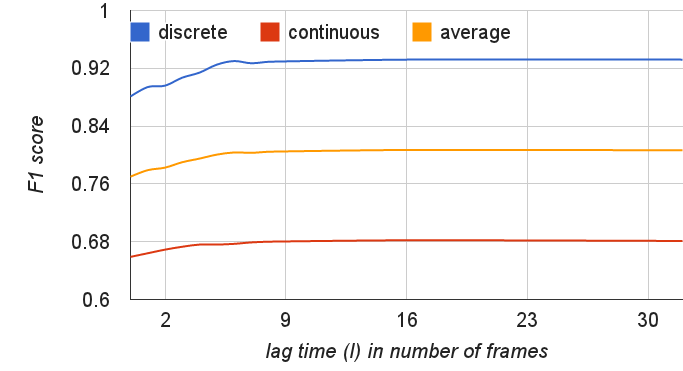 1
discrete continuous average
0.92
0.84
0.76
0.68
0.6
F1 score
2 9 16 23 30
lag time (l) in number of frames